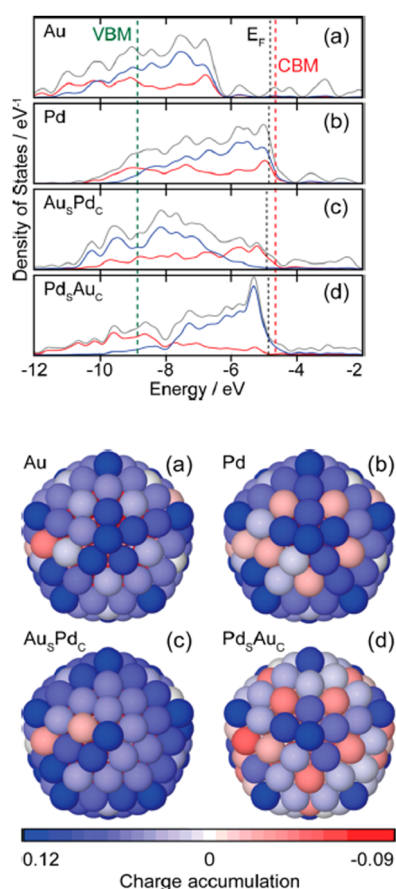 Au
VBM
E_F
CBM
(a)
Pd
(b)
Au_SPd_C
(c)
Pd_SAu_C
(d)
Density of States / eV⁻¹
-12
-10
-8
-6
-4
-2
Energy / eV
Au
(a)
Pd
(b)
Au_SPd_C
(c)
Pd_SAu_C
(d)
0.12
0
-0.09
Charge accumulation